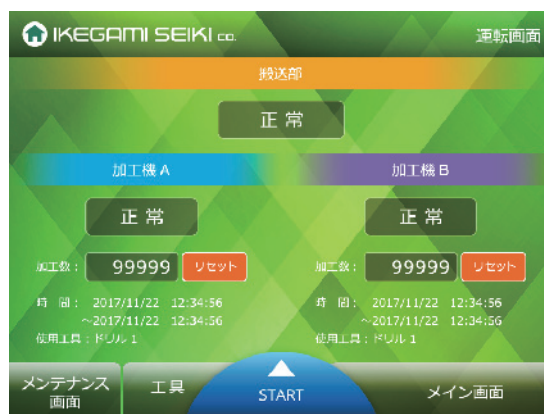 IKEGAMI SEIKI CO.
運転画面
搬送部
正常
加工機 A
加工機 B
正常
正常
加工数： 99999 リセット
加工数： 99999 リセット
時 間： 2017/11/22 12:34:56
～2017/11/22 12:34:56
使用工具：ドリル 1
時 間： 2017/11/22 12:34:56
～2017/11/22 12:34:56
使用工具：ドリル 1
メンテナンス
画面
工具
START
メイン画面